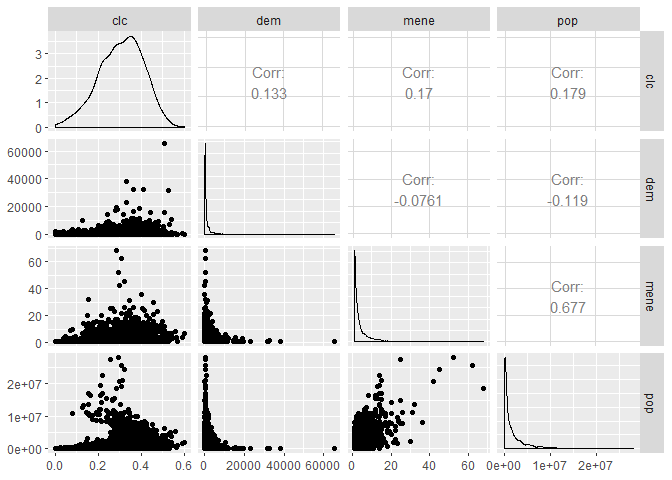 clc dem mene pop
3
2
1
0
Corr:
0.133
Corr:
0.17
Corr:
0.179
clc
60000
40000
20000
0
Corr:
-0.0761
Corr:
-0.119
dem
60
40
20
0
Corr:
0.677
mene
2e+07
1e+07
0e+00
pop
0.0 0.2 0.4 0.6 0 20000 40000 60000 0 20 40 60 0e+00 1e+07 2e+07